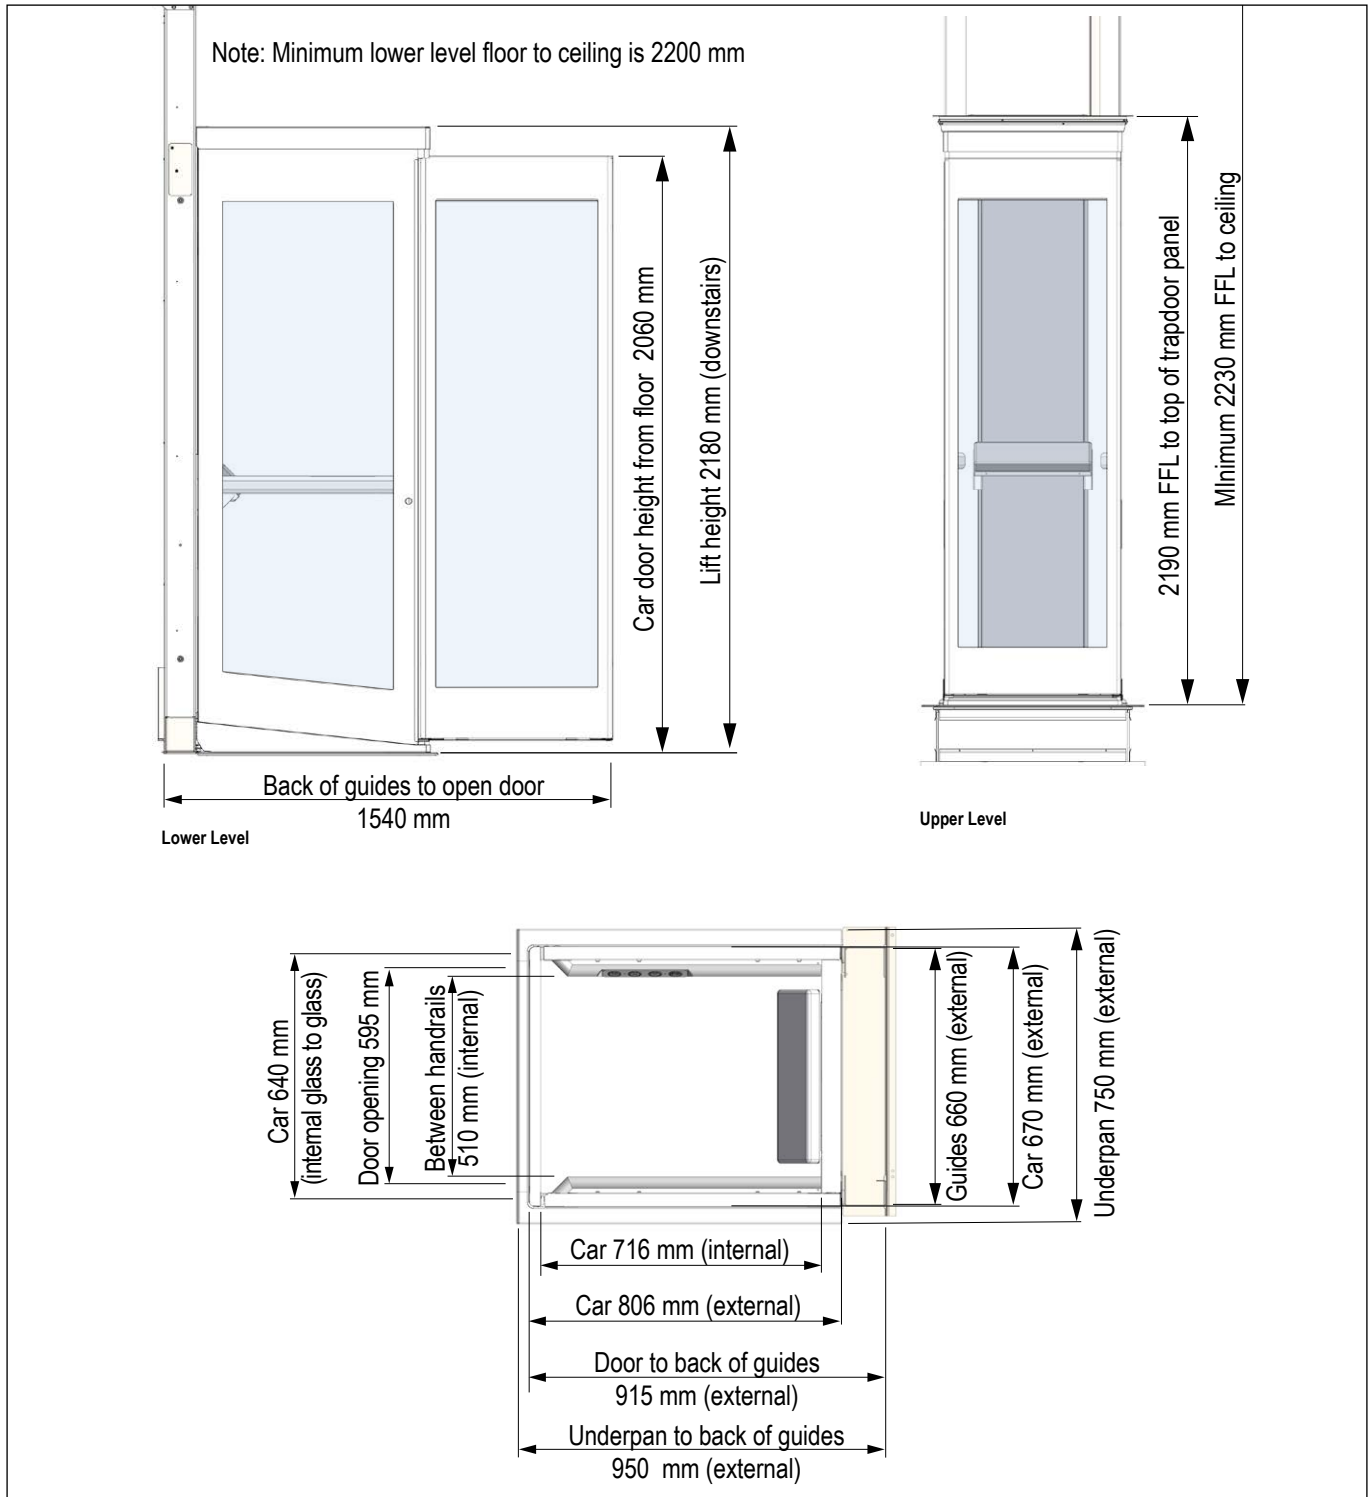 Note: Minimum lower level floor to ceiling is 2200 mm
Car door height from floor 2060 mm
Lift height 2180 mm (downstairs)
2190 mm FFL to top of trapdoor panel
MInimum 2230 mm FFL to ceiling
Back of guides to open door
1540 mm
Lower Level
Upper Level
Car 640 mm
(internal glass to glass)
Door opening 595 mm
Between handrails
510 mm (internal)
Guides 660 mm (external)
Car 670 mm (external)
Underpan 750 mm (external)
Car 716 mm (internal)
Car 806 mm (external)
Door to back of guides
915 mm (external)
Underpan to back of guides
950 mm (external)